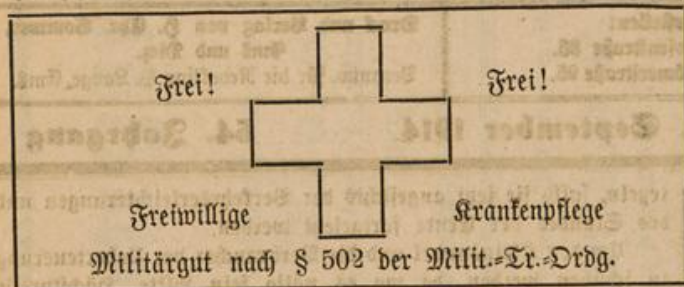 Frei! Frei!
Freiwillige Krankenpflege
Militärgut nach § 502 der Milit.-Tr.-Ordg.